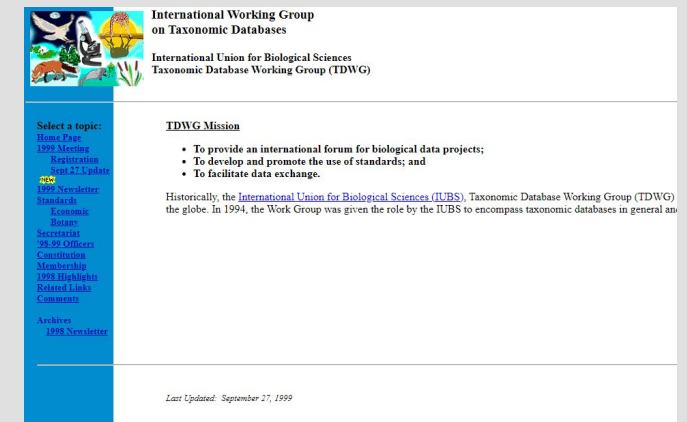 International Working Group
on Taxonomic Databases
International Union for Biological Sciences
Taxonomic Database Working Group (TDWG)
Select a topic:
Home Page
1999 Meeting
Registration
Sept 27 Update
NEW
1999 Newsletter
Standards
Economic
Botany
Secretariat
'98-99 Officers
Constitution
Membership
1998 Highlights
Related Links
Comments
Archives
1998 Newsletter
TDWG Mission
• To provide an international forum for biological data projects;
• To develop and promote the use of standards; and
• To facilitate data exchange.
Historically, the International Union for Biological Sciences (IUBS), Taxonomic Database Working Group (TDWG)
the globe. In 1994, the Work Group was given the role by the IUBS to encompass taxonomic databases in general an
Last Updated: September 27, 1999